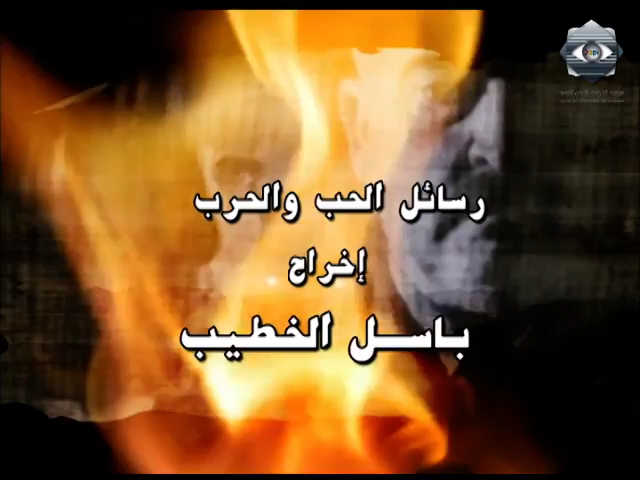 رسائل الحب والحرب
إخراج
باسل الخطيب